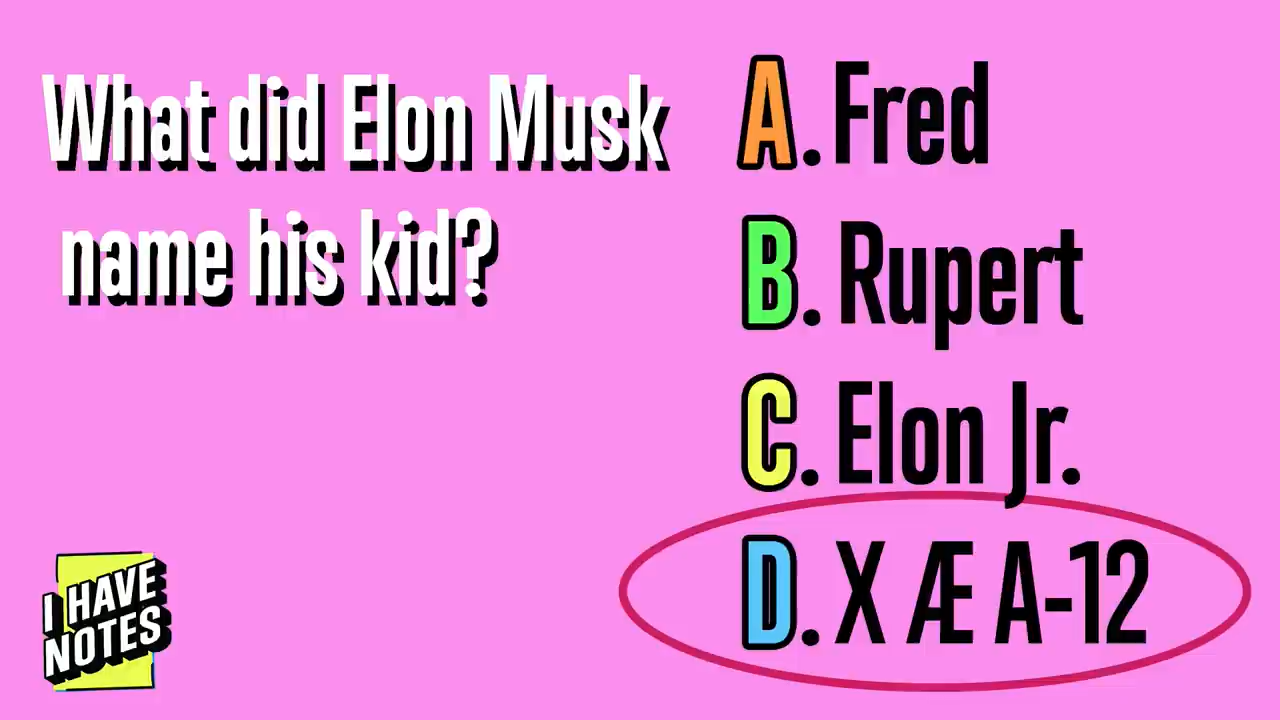 What did Elon Musk
name his kid?
A. Fred
B. Rupert
C. Elon Jr.
D. X Æ A-12
I HAVE
NOTES